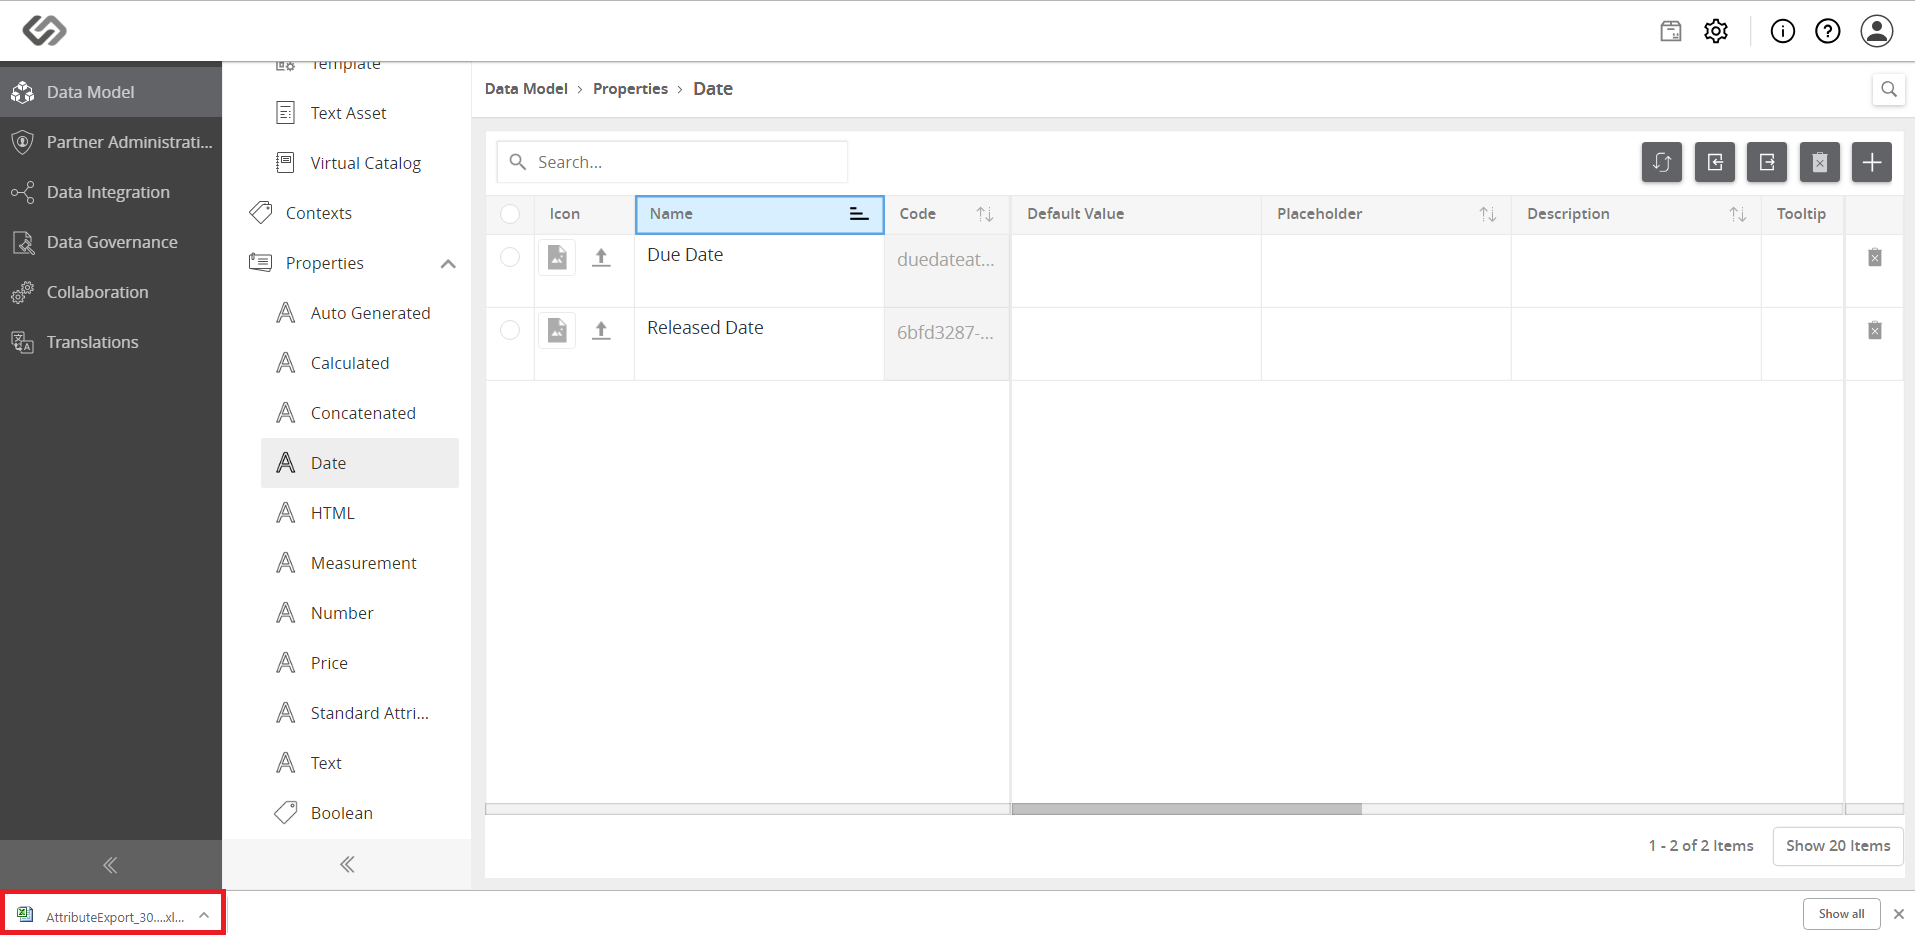 Data Model
Partner Administrati...
Data Integration
Data Governance
Collaboration
Translations
Template
Text Asset
Virtual Catalog
Contexts
Properties
Auto Generated
Calculated
Concatenated
Date
HTML
Measurement
Number
Price
Standard Attri...
Text
Boolean
Data Model > Properties > Date
Search...
Icon Name Code Default Value Placeholder Description Tooltip
Due Date duedateat...
Released Date 6bfd3287-...
1 - 2 of 2 Items Show 20 Items
AttributeExport_30....xl... Show all